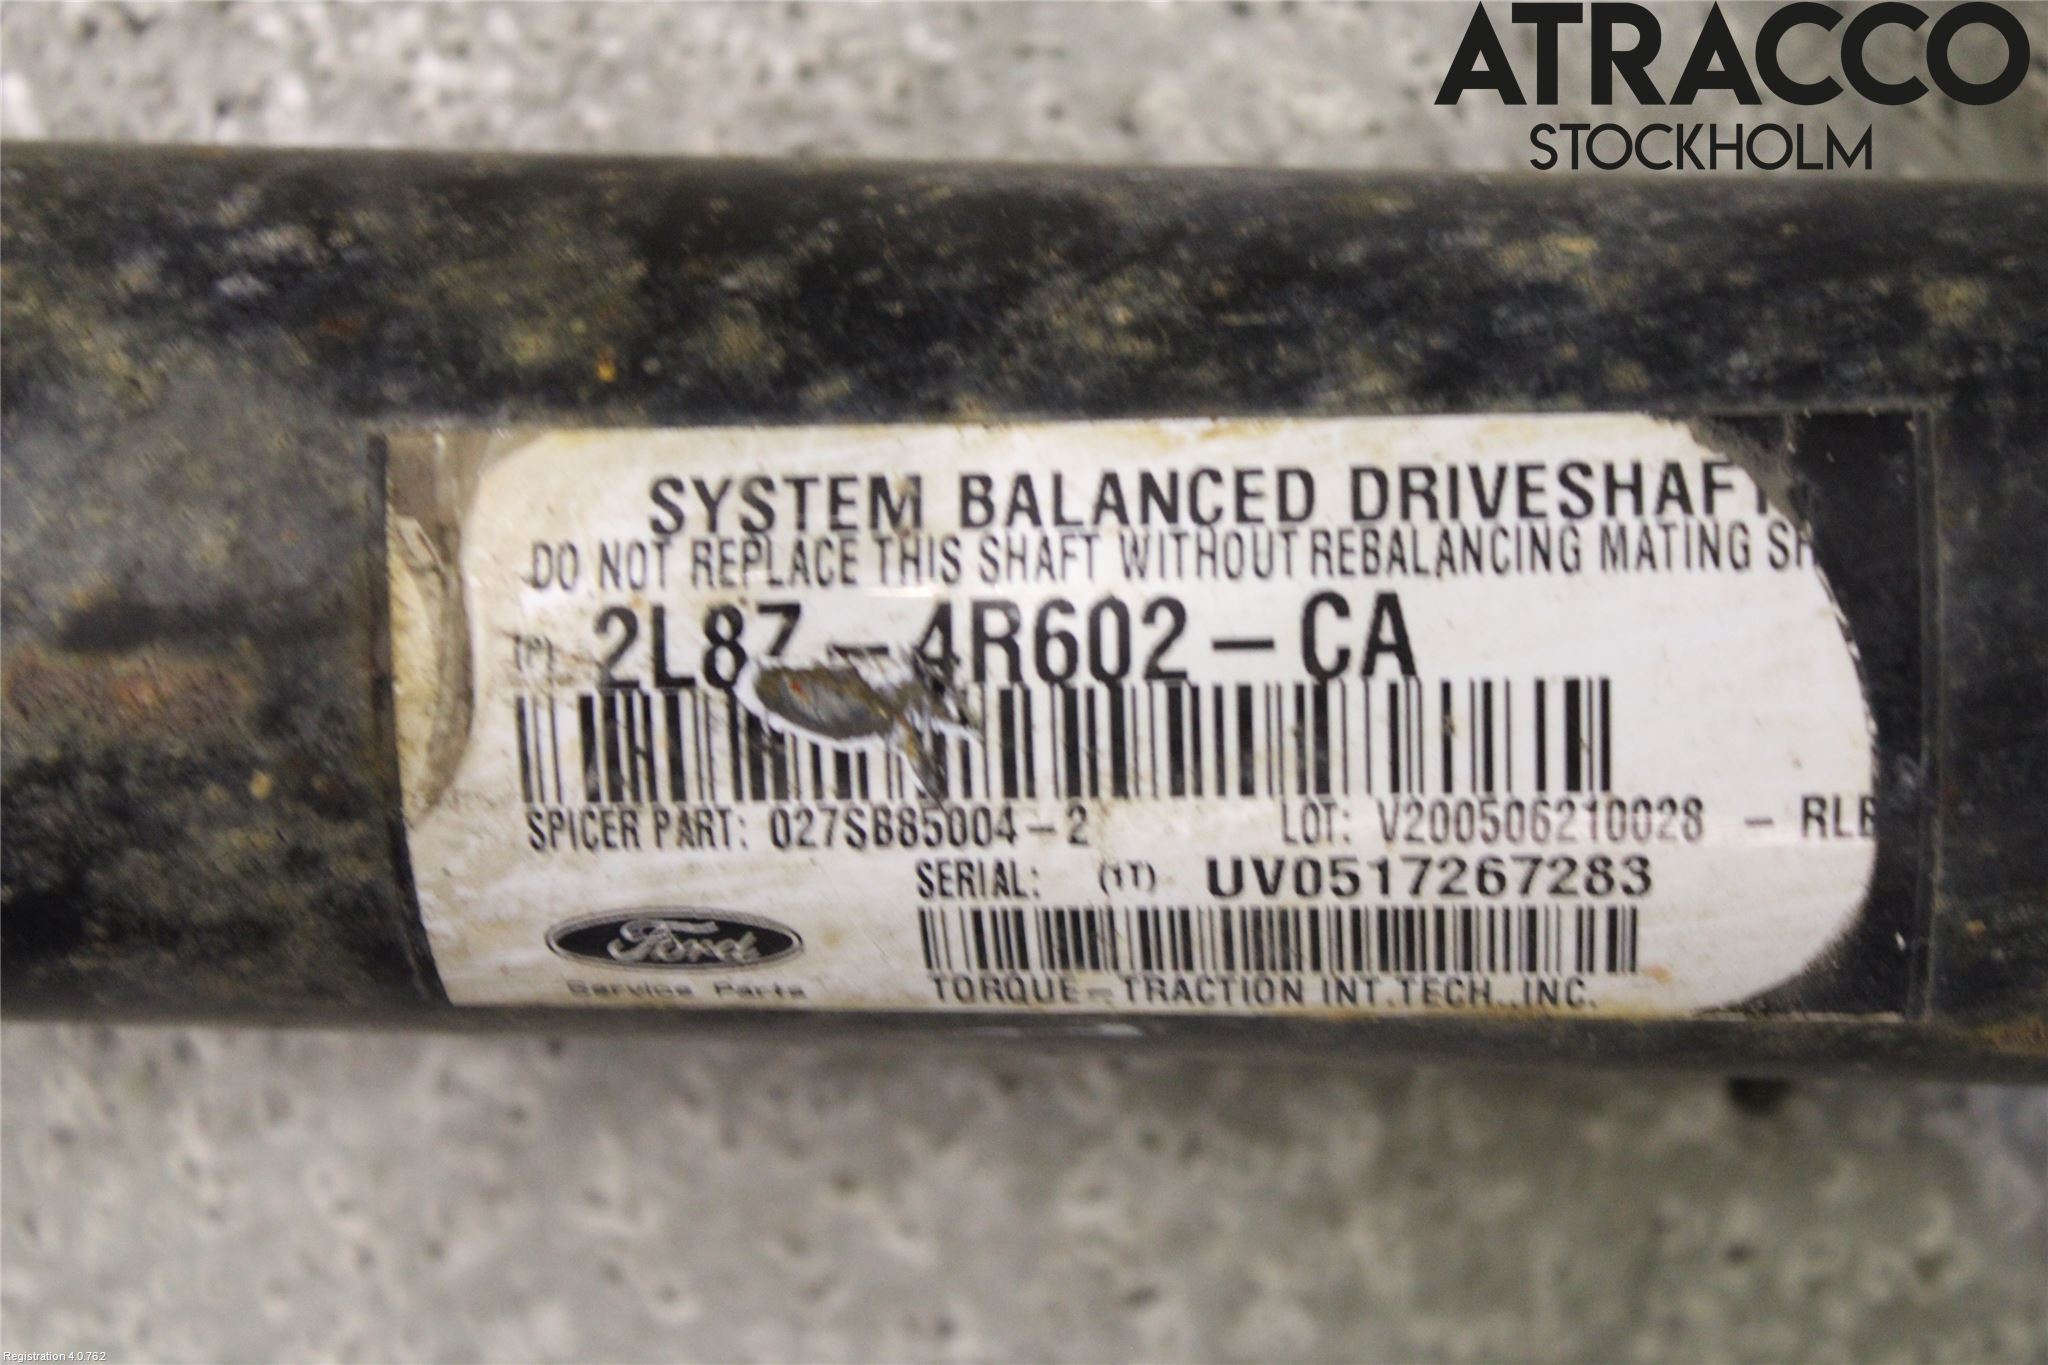 ATRACCO
STOCKHOLM
SYSTEM BALANCED DRIVESHAFT
DO NOT REPLACE THIS SHAFT WITHOUT REBALANCING MATING SH
(P) 2L8Z-4R602-CA
SPICER PART: 027SB85004-2 LOT: V200506210028 - RLB
SERIAL: (1T) UV0517267283
Ford
Service Parts
TORQUE-TRACTION INT.TECH.,INC.
Registration 4.0.76.2